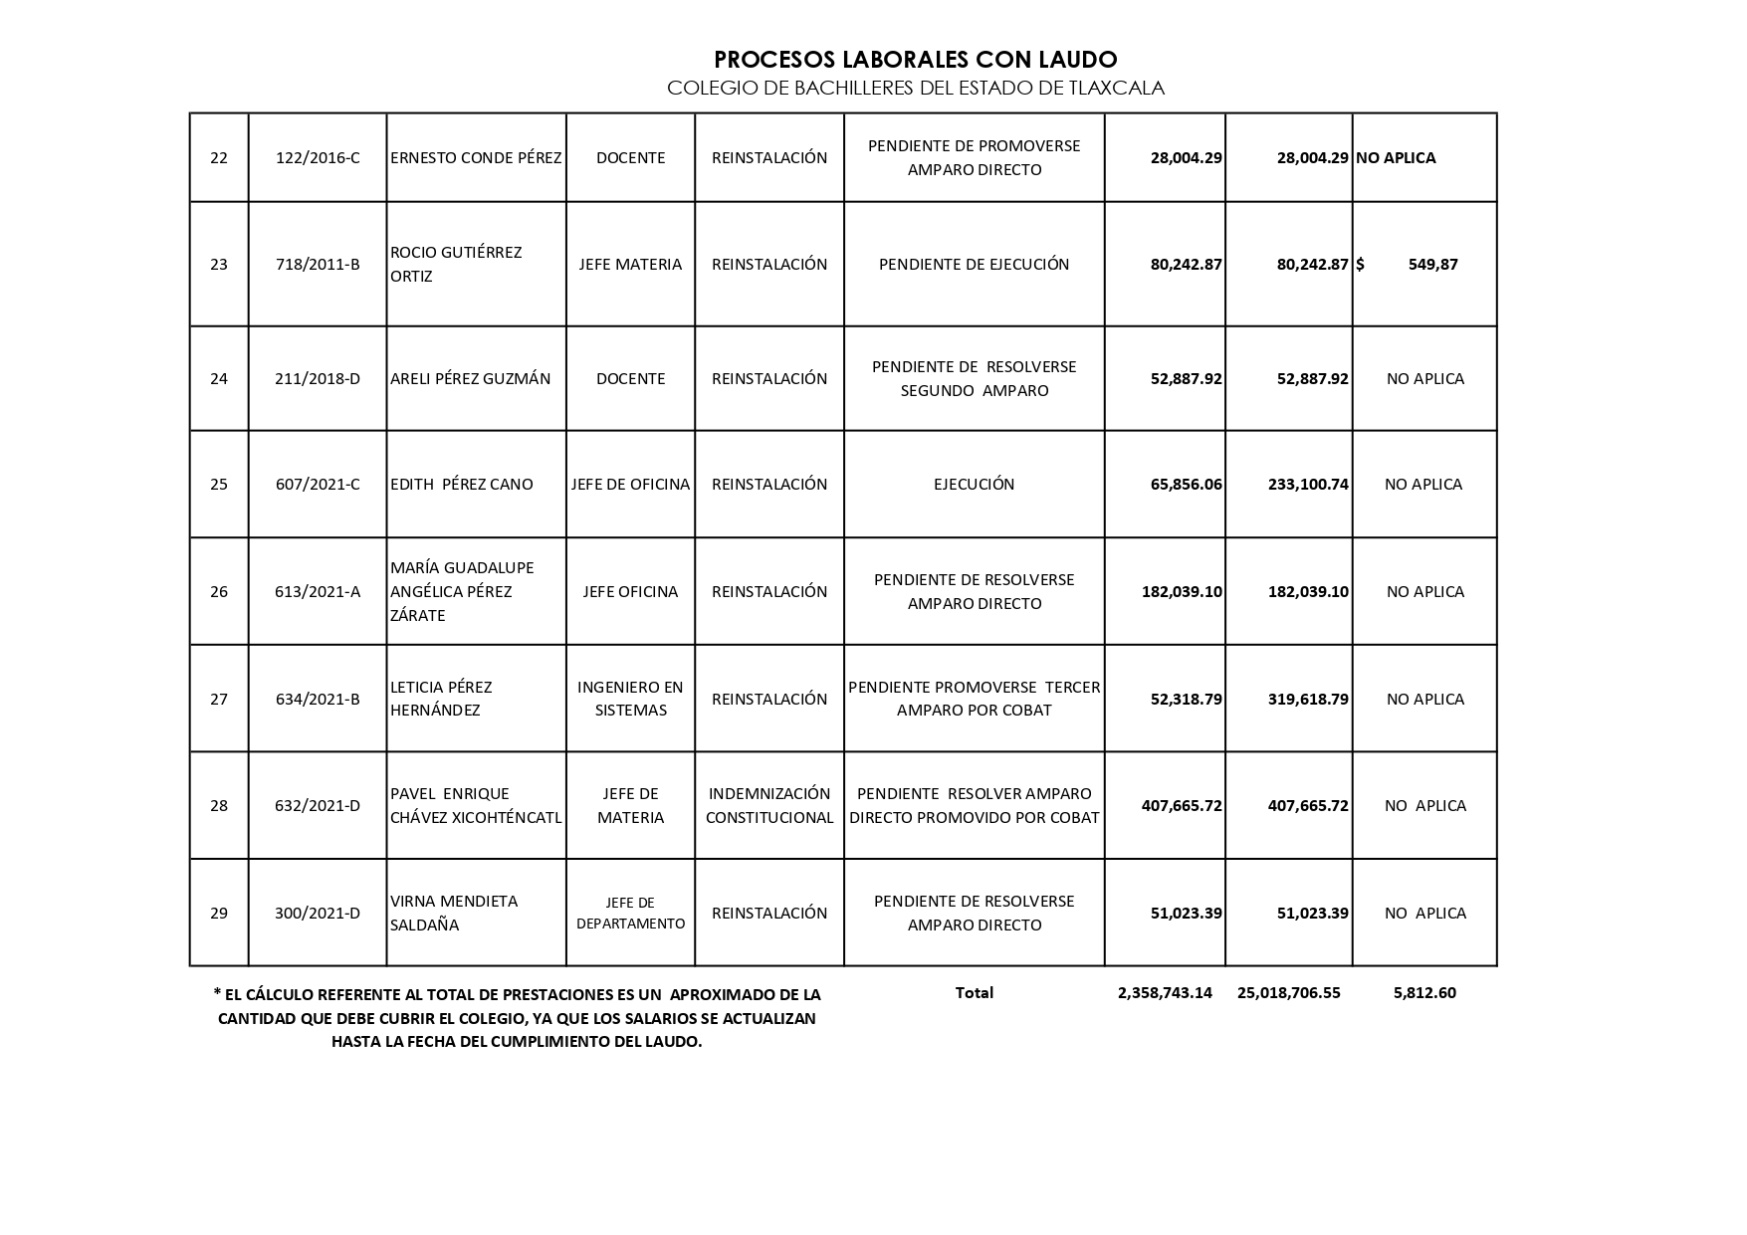 PROCESOS LABORALES CON LAUDO
COLEGIO DE BACHILLERES DEL ESTADO DE TLAXCALA
22 122/2016-C ERNESTO CONDE PÉREZ DOCENTE REINSTALACIÓN PENDIENTE DE PROMOVERSE 28,004.29 28,004.29 NO APLICA
AMPARO DIRECTO
23 718/2011-B ROCIO GUTIÉRREZ JEFE MATERIA REINSTALACIÓN PENDIENTE DE EJECUCIÓN 80,242.87 80,242.87 $ 549,87
ORTIZ
24 211/2018-D ARELI PÉREZ GUZMÁN DOCENTE REINSTALACIÓN PENDIENTE DE RESOLVERSE 52,887.92 52,887.92 NO APLICA
SEGUNDO AMPARO
25 607/2021-C EDITH PÉREZ CANO JEFE DE OFICINA REINSTALACIÓN EJECUCIÓN 65,856.06 233,100.74 NO APLICA
26 613/2021-A MARÍA GUADALUPE JEFE OFICINA REINSTALACIÓN PENDIENTE DE RESOLVERSE 182,039.10 182,039.10 NO APLICA
ANGÉLICA PÉREZ AMPARO DIRECTO
ZÁRATE
27 634/2021-B LETICIA PÉREZ INGENIERO EN REINSTALACIÓN PENDIENTE PROMOVERSE TERCER 52,318.79 319,618.79 NO APLICA
HERNÁNDEZ SISTEMAS AMPARO POR COBAT
28 632/2021-D PAVEL ENRIQUE JEFE DE INDEMNIZACIÓN PENDIENTE RESOLVER AMPARO 407,665.72 407,665.72 NO APLICA
CHÁVEZ XICOHTÉNCATL MATERIA CONSTITUCIONAL DIRECTO PROMOVIDO POR COBAT
29 300/2021-D VIRNA MENDIETA JEFE DE REINSTALACIÓN PENDIENTE DE RESOLVERSE 51,023.39 51,023.39 NO APLICA
SALDAÑA DEPARTAMENTO AMPARO DIRECTO
* EL CÁLCULO REFERENTE AL TOTAL DE PRESTACIONES ES UN APROXIMADO DE LA Total 2,358,743.14 25,018,706.55 5,812.60
CANTIDAD QUE DEBE CUBRIR EL COLEGIO, YA QUE LOS SALARIOS SE ACTUALIZAN
HASTA LA FECHA DEL CUMPLIMIENTO DEL LAUDO.